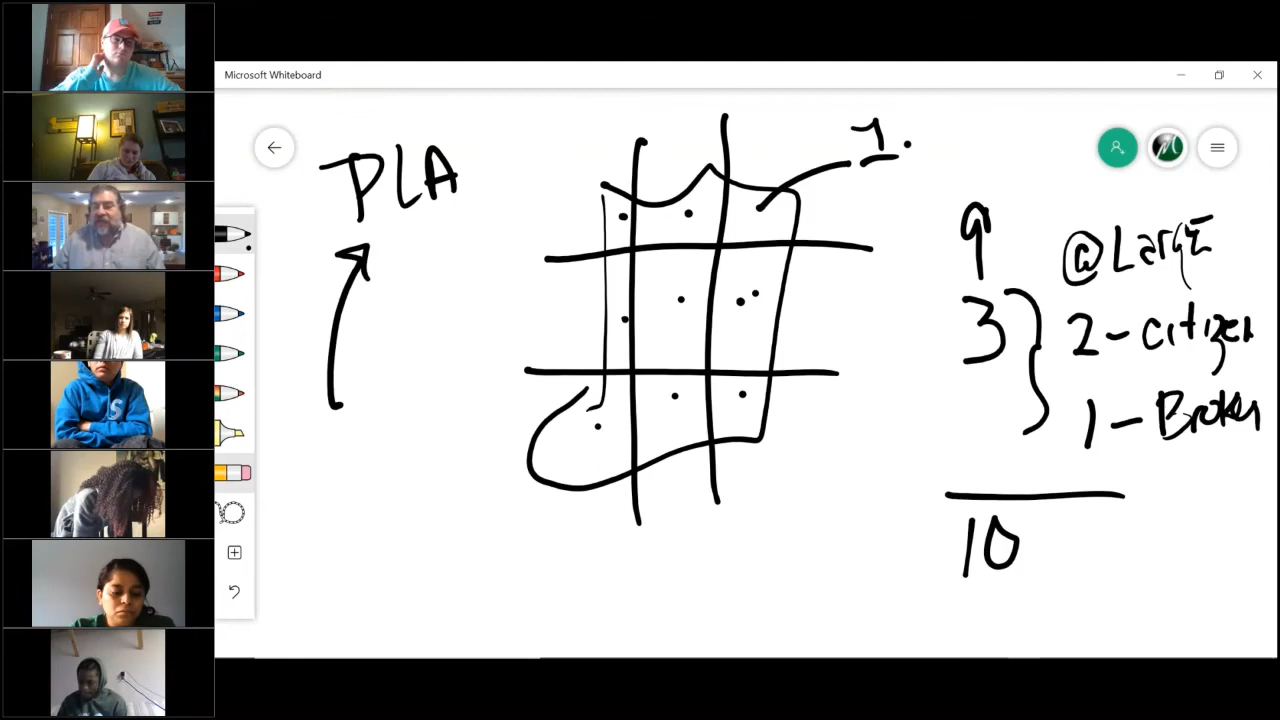 Microsoft Whiteboard
PLA
1.
9 @LargE
3 2-citizen
1-Broker
10